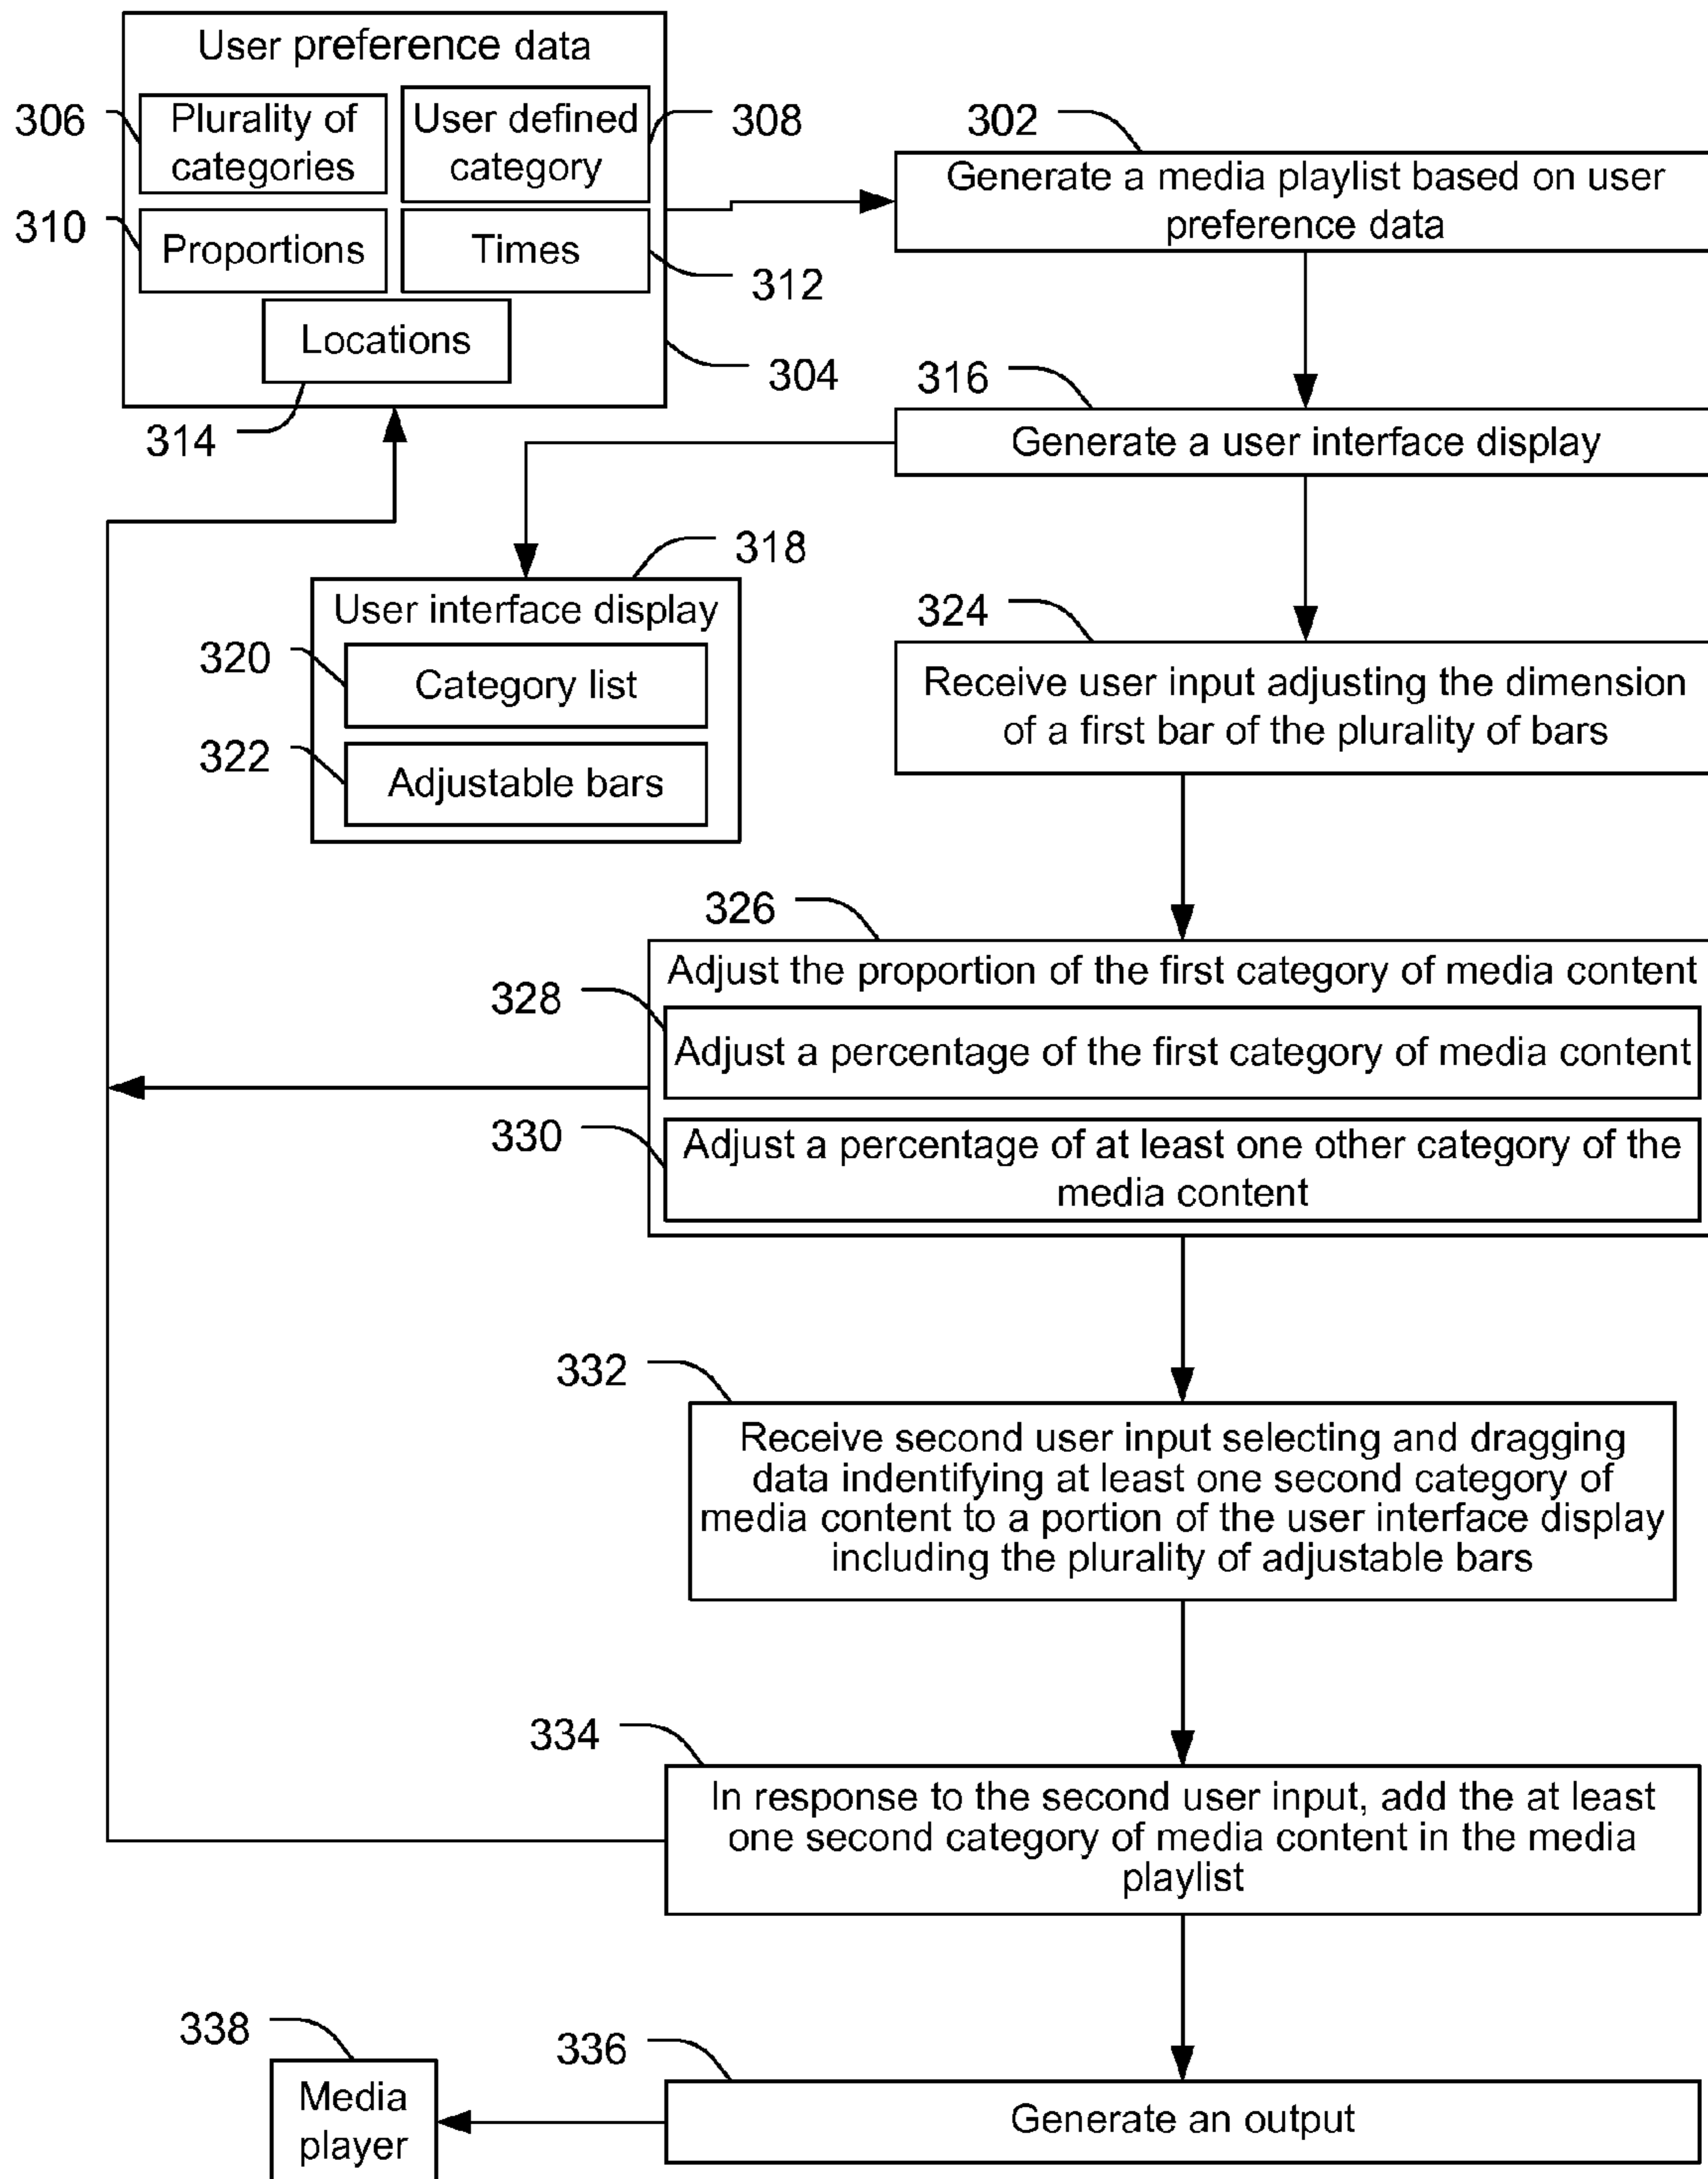 User preference data
306
Plurality of
categories
User defined
category
308
310
Proportions
Times
312
Locations
304
314
302
Generate a media playlist based on user
preference data
316
Generate a user interface display
318
User interface display
320
Category list
322
Adjustable bars
324
Receive user input adjusting the dimension
of a first bar of the plurality of bars
326
Adjust the proportion of the first category of media content
328
Adjust a percentage of the first category of media content
330
Adjust a percentage of at least one other category of the
media content
332
Receive second user input selecting and dragging
data indentifying at least one second category of
media content to a portion of the user interface display
including the plurality of adjustable bars
334
In response to the second user input, add the at least
one second category of media content in the media
playlist
336
Generate an output
338
Media
player